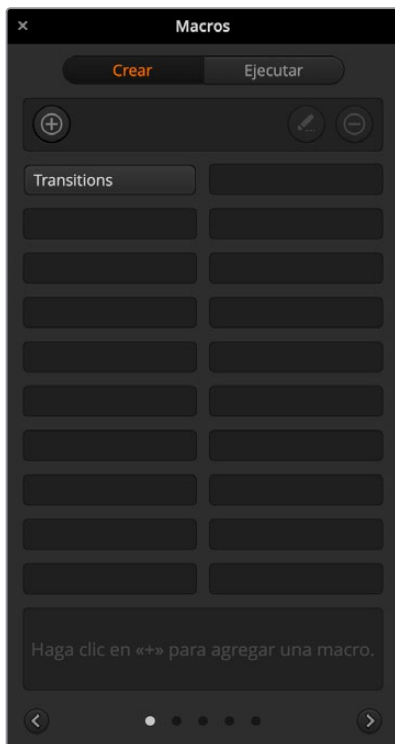 Macros
Crear
Ejecutar
Transitions
Haga clic en «+» para agregar una macro.